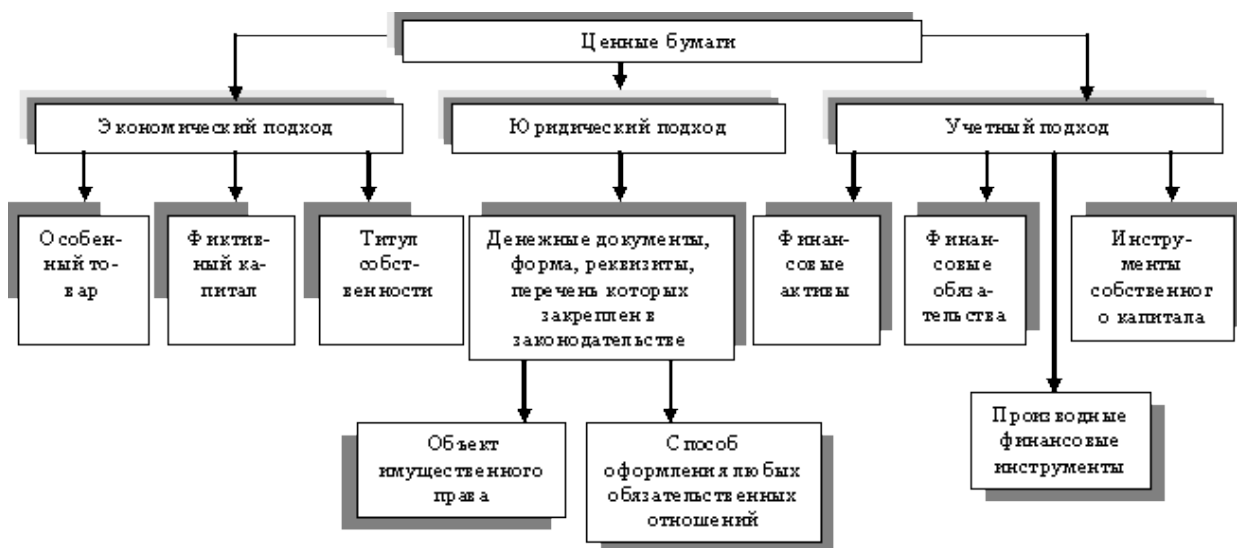 Ценные бумаги
Экономический подход
Юридический подход
Учетный подход
Особен-
ный то-
вар
Фиктив-
ный ка-
питал
Титул
собст-
венности
Денежные документы,
форма, реквизиты,
перечень которых
закреплен в
законодательстве
Финан-
совые
активы
Финан-
совые
обяза-
тельства
Инстру-
менты
собственног
о капитала
Объект
имущественного
права
Способ
оформления любых
обязательственных
отношений
Производные
финансовые
инструменты